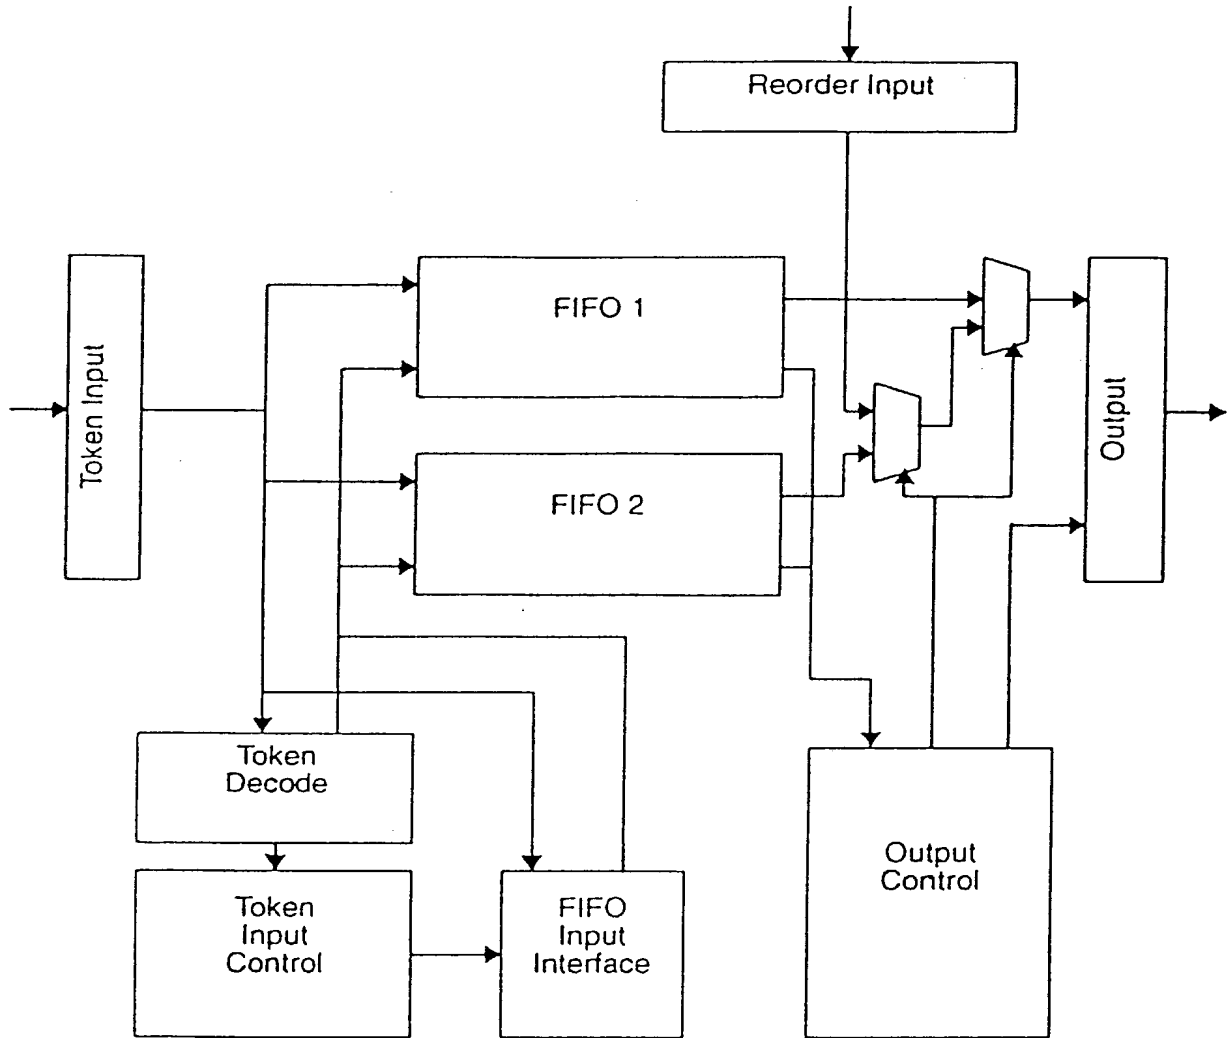 Reorder Input
Token Input
FIFO 1
FIFO 2
Output
Token
Decode
Token
Input
Control
FIFO
Input
Interface
Output
Control